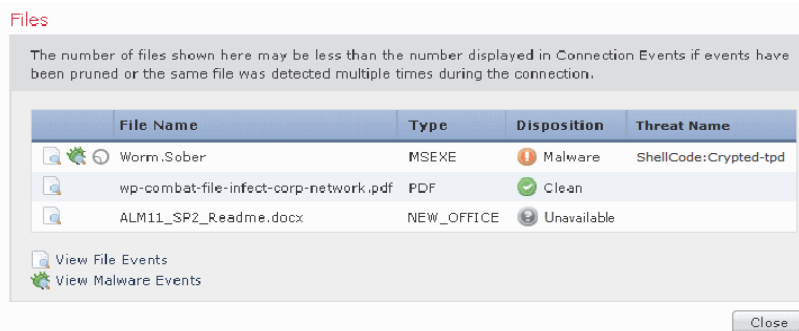 Files
The number of files shown here may be less than the number displayed in Connection Events if events have
been pruned or the same file was detected multiple times during the connection.
File Name Type Disposition Threat Name
Worm.Sober MSEXE Malware ShellCode:Crypted-tpd
wp-combat-file-infect-corp-network.pdf PDF Clean
ALM11_SP2_Readme.docx NEW_OFFICE Unavailable
View File Events
View Malware Events
Close